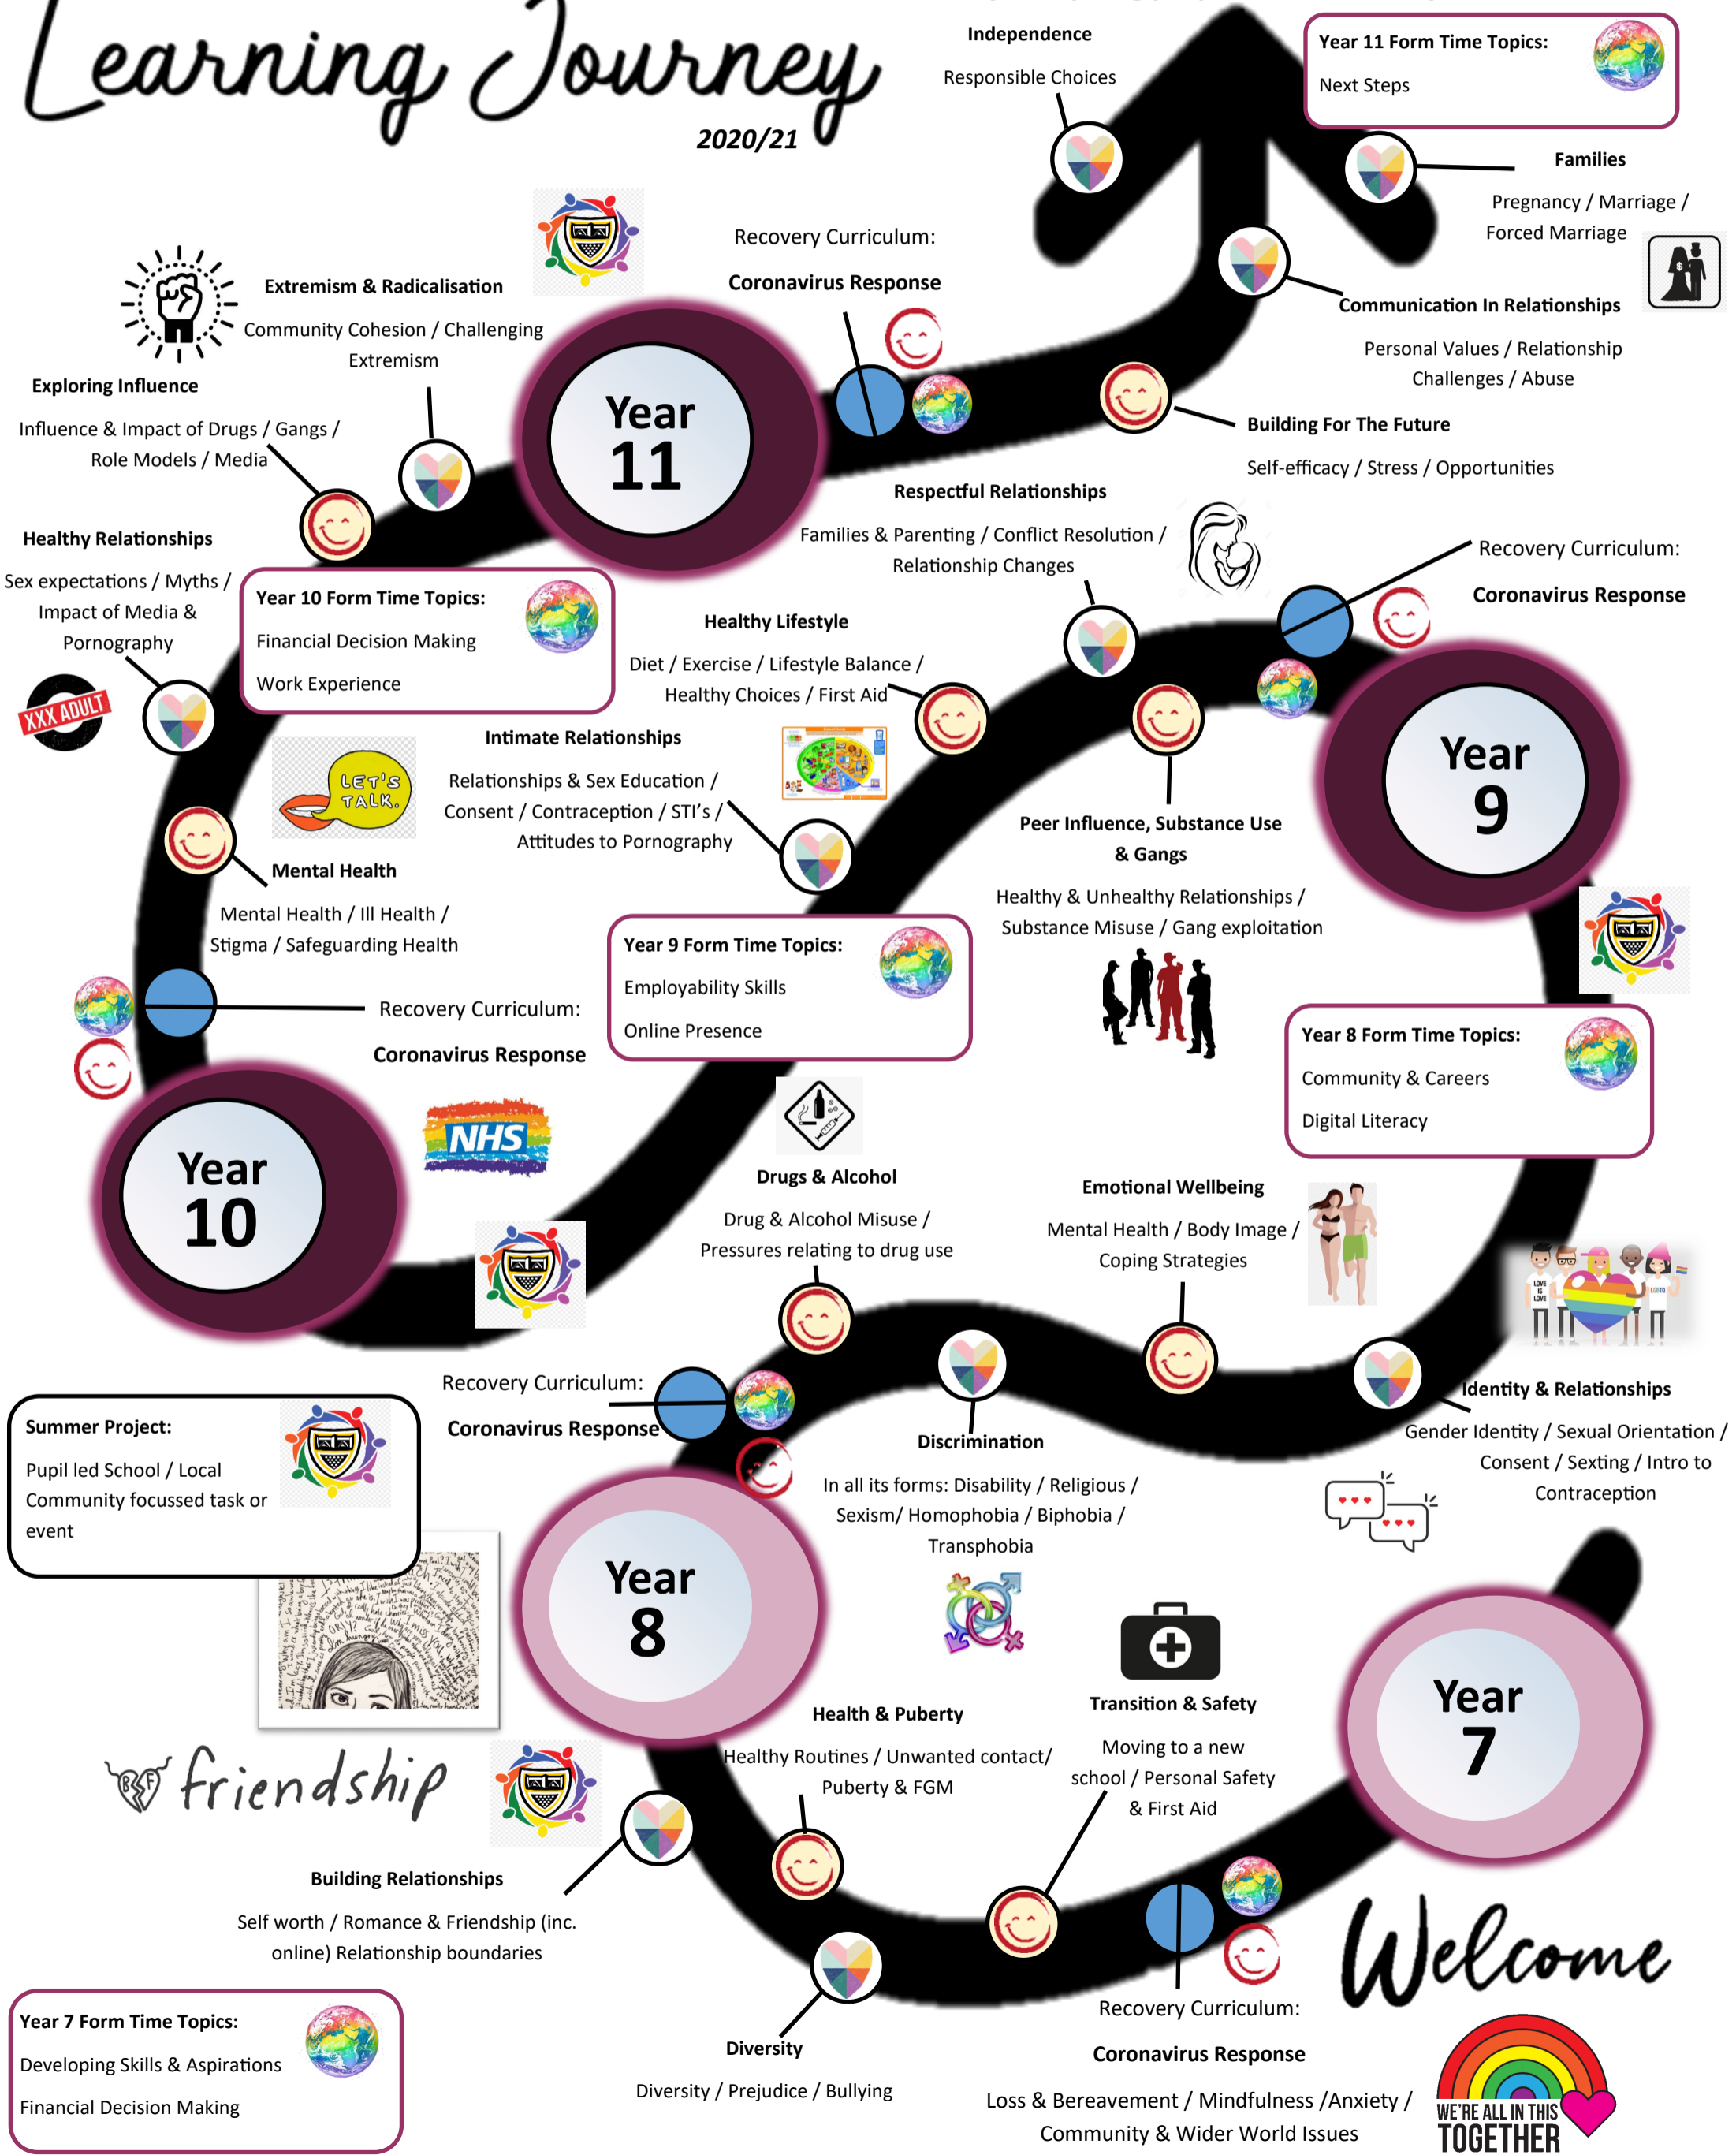 Learning Journey
2020/21
Independence
Responsible Choices
Year 11 Form Time Topics:
Next Steps
Families
Pregnancy / Marriage /
Forced Marriage
Communication In Relationships
Personal Values / Relationship
Challenges / Abuse
Building For The Future
Self-efficacy / Stress / Opportunities
Recovery Curriculum:
Coronavirus Response
Year
11
Extremism & Radicalisation
Community Cohesion / Challenging
Extremism
Exploring Influence
Influence & Impact of Drugs / Gangs /
Role Models / Media
Healthy Relationships
Sex expectations / Myths /
Impact of Media &
Pornography
XXX ADULT
Year 10 Form Time Topics:
Financial Decision Making
Work Experience
LET'S
TALK.
Mental Health
Mental Health / Ill Health /
Stigma / Safeguarding Health
Recovery Curriculum:
Coronavirus Response
NHS
Year
10
Respectful Relationships
Families & Parenting / Conflict Resolution /
Relationship Changes
Healthy Lifestyle
Diet / Exercise / Lifestyle Balance /
Healthy Choices / First Aid
Intimate Relationships
Relationships & Sex Education /
Consent / Contraception / STI's /
Attitudes to Pornography
Year 9 Form Time Topics:
Employability Skills
Online Presence
Recovery Curriculum:
Coronavirus Response
Year
9
Peer Influence, Substance Use
& Gangs
Healthy & Unhealthy Relationships /
Substance Misuse / Gang exploitation
Year 8 Form Time Topics:
Community & Careers
Digital Literacy
Drugs & Alcohol
Drug & Alcohol Misuse /
Pressures relating to drug use
Emotional Wellbeing
Mental Health / Body Image /
Coping Strategies
LOVE
IS
LOVE
LGBTQ
Identity & Relationships
Gender Identity / Sexual Orientation /
Consent / Sexting / Intro to
Contraception
Recovery Curriculum:
Coronavirus Response
Discrimination
In all its forms: Disability / Religious /
Sexism/ Homophobia / Biphobia /
Transphobia
Summer Project:
Pupil led School / Local
Community focussed task or
event
Year
8
Year
7
Health & Puberty
Healthy Routines / Unwanted contact/
Puberty & FGM
Transition & Safety
Moving to a new
school / Personal Safety
& First Aid
BF
friendship
Building Relationships
Self worth / Romance & Friendship (inc.
online) Relationship boundaries
Welcome
Year 7 Form Time Topics:
Developing Skills & Aspirations
Financial Decision Making
Diversity
Diversity / Prejudice / Bullying
Recovery Curriculum:
Coronavirus Response
Loss & Bereavement / Mindfulness /Anxiety /
Community & Wider World Issues
WE'RE ALL IN THIS
TOGETHER